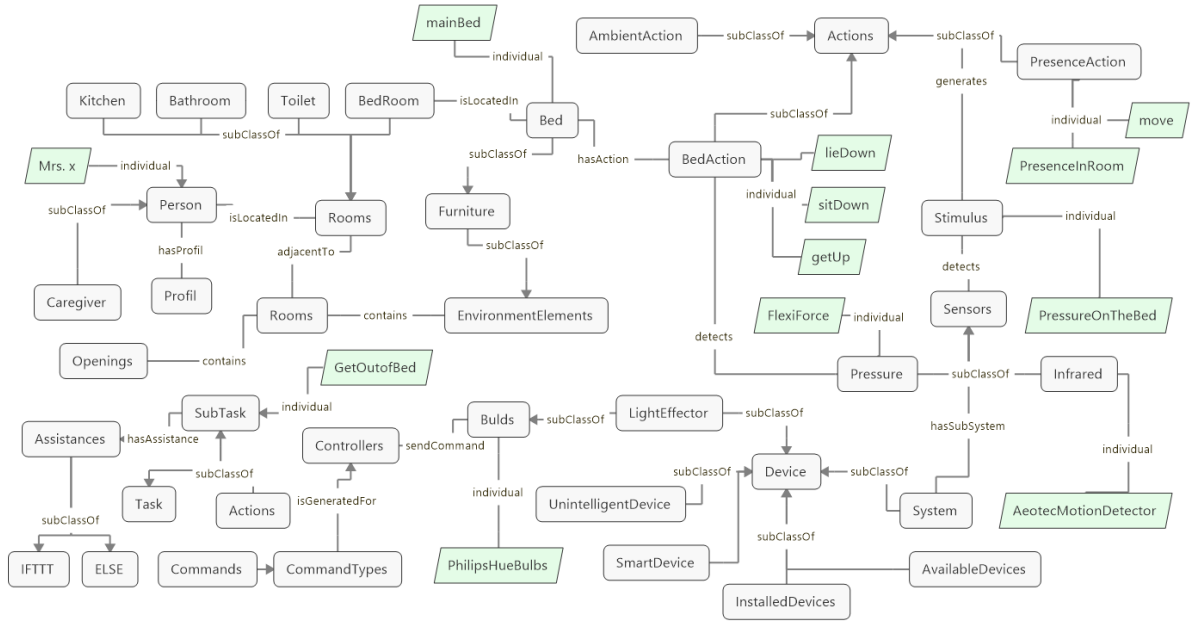 mainBed
AmbientAction
subClassOf
Actions
subClassOf
PresenceAction
individual
generates
Kitchen
Bathroom
Toilet
BedRoom
isLocatedIn
Bed
subClassOf
individual
move
subClassOf
subClassOf
hasAction
BedAction
lieDown
PresenceInRoom
Mrs. x
individual
individual
subClassOf
Person
isLocatedIn
Rooms
Furniture
sitDown
Stimulus
individual
hasProfil
adjacentTo
subClassOf
getUp
detects
Caregiver
Profil
Rooms
contains
EnvironmentElements
FlexiForce
individual
Sensors
PressureOnTheBed
detects
Openings
contains
GetOutofBed
Pressure
subClassOf
Infrared
individual
SubTask
Bulds
subClassOf
LightEffector
subClassOf
hasSubSystem
Assistances
hasAssistance
Controllers
sendCommand
individual
subClassOf
subClassOf
Device
subClassOf
Task
Actions
isGeneratedFor
individual
UnintelligentDevice
System
AeotecMotionDetector
subClassOf
subClassOf
IFTTT
ELSE
Commands
CommandTypes
PhilipsHueBulbs
SmartDevice
AvailableDevices
InstalledDevices